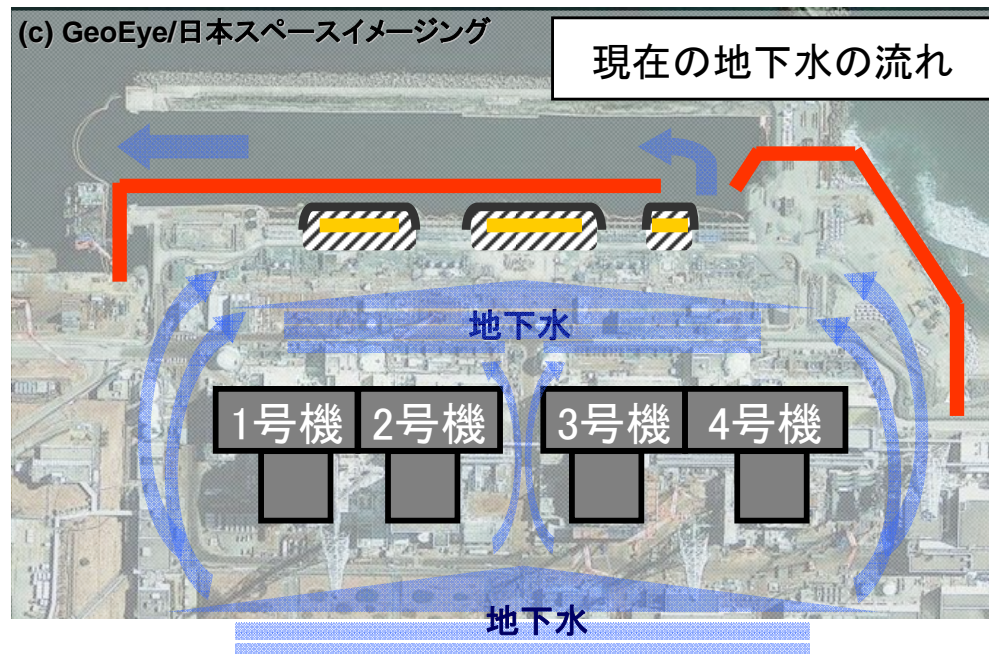 (c) GeoEye/日本スペースイメージング
現在の地下水の流れ
地下水
1号機
2号機
3号機
4号機
地下水